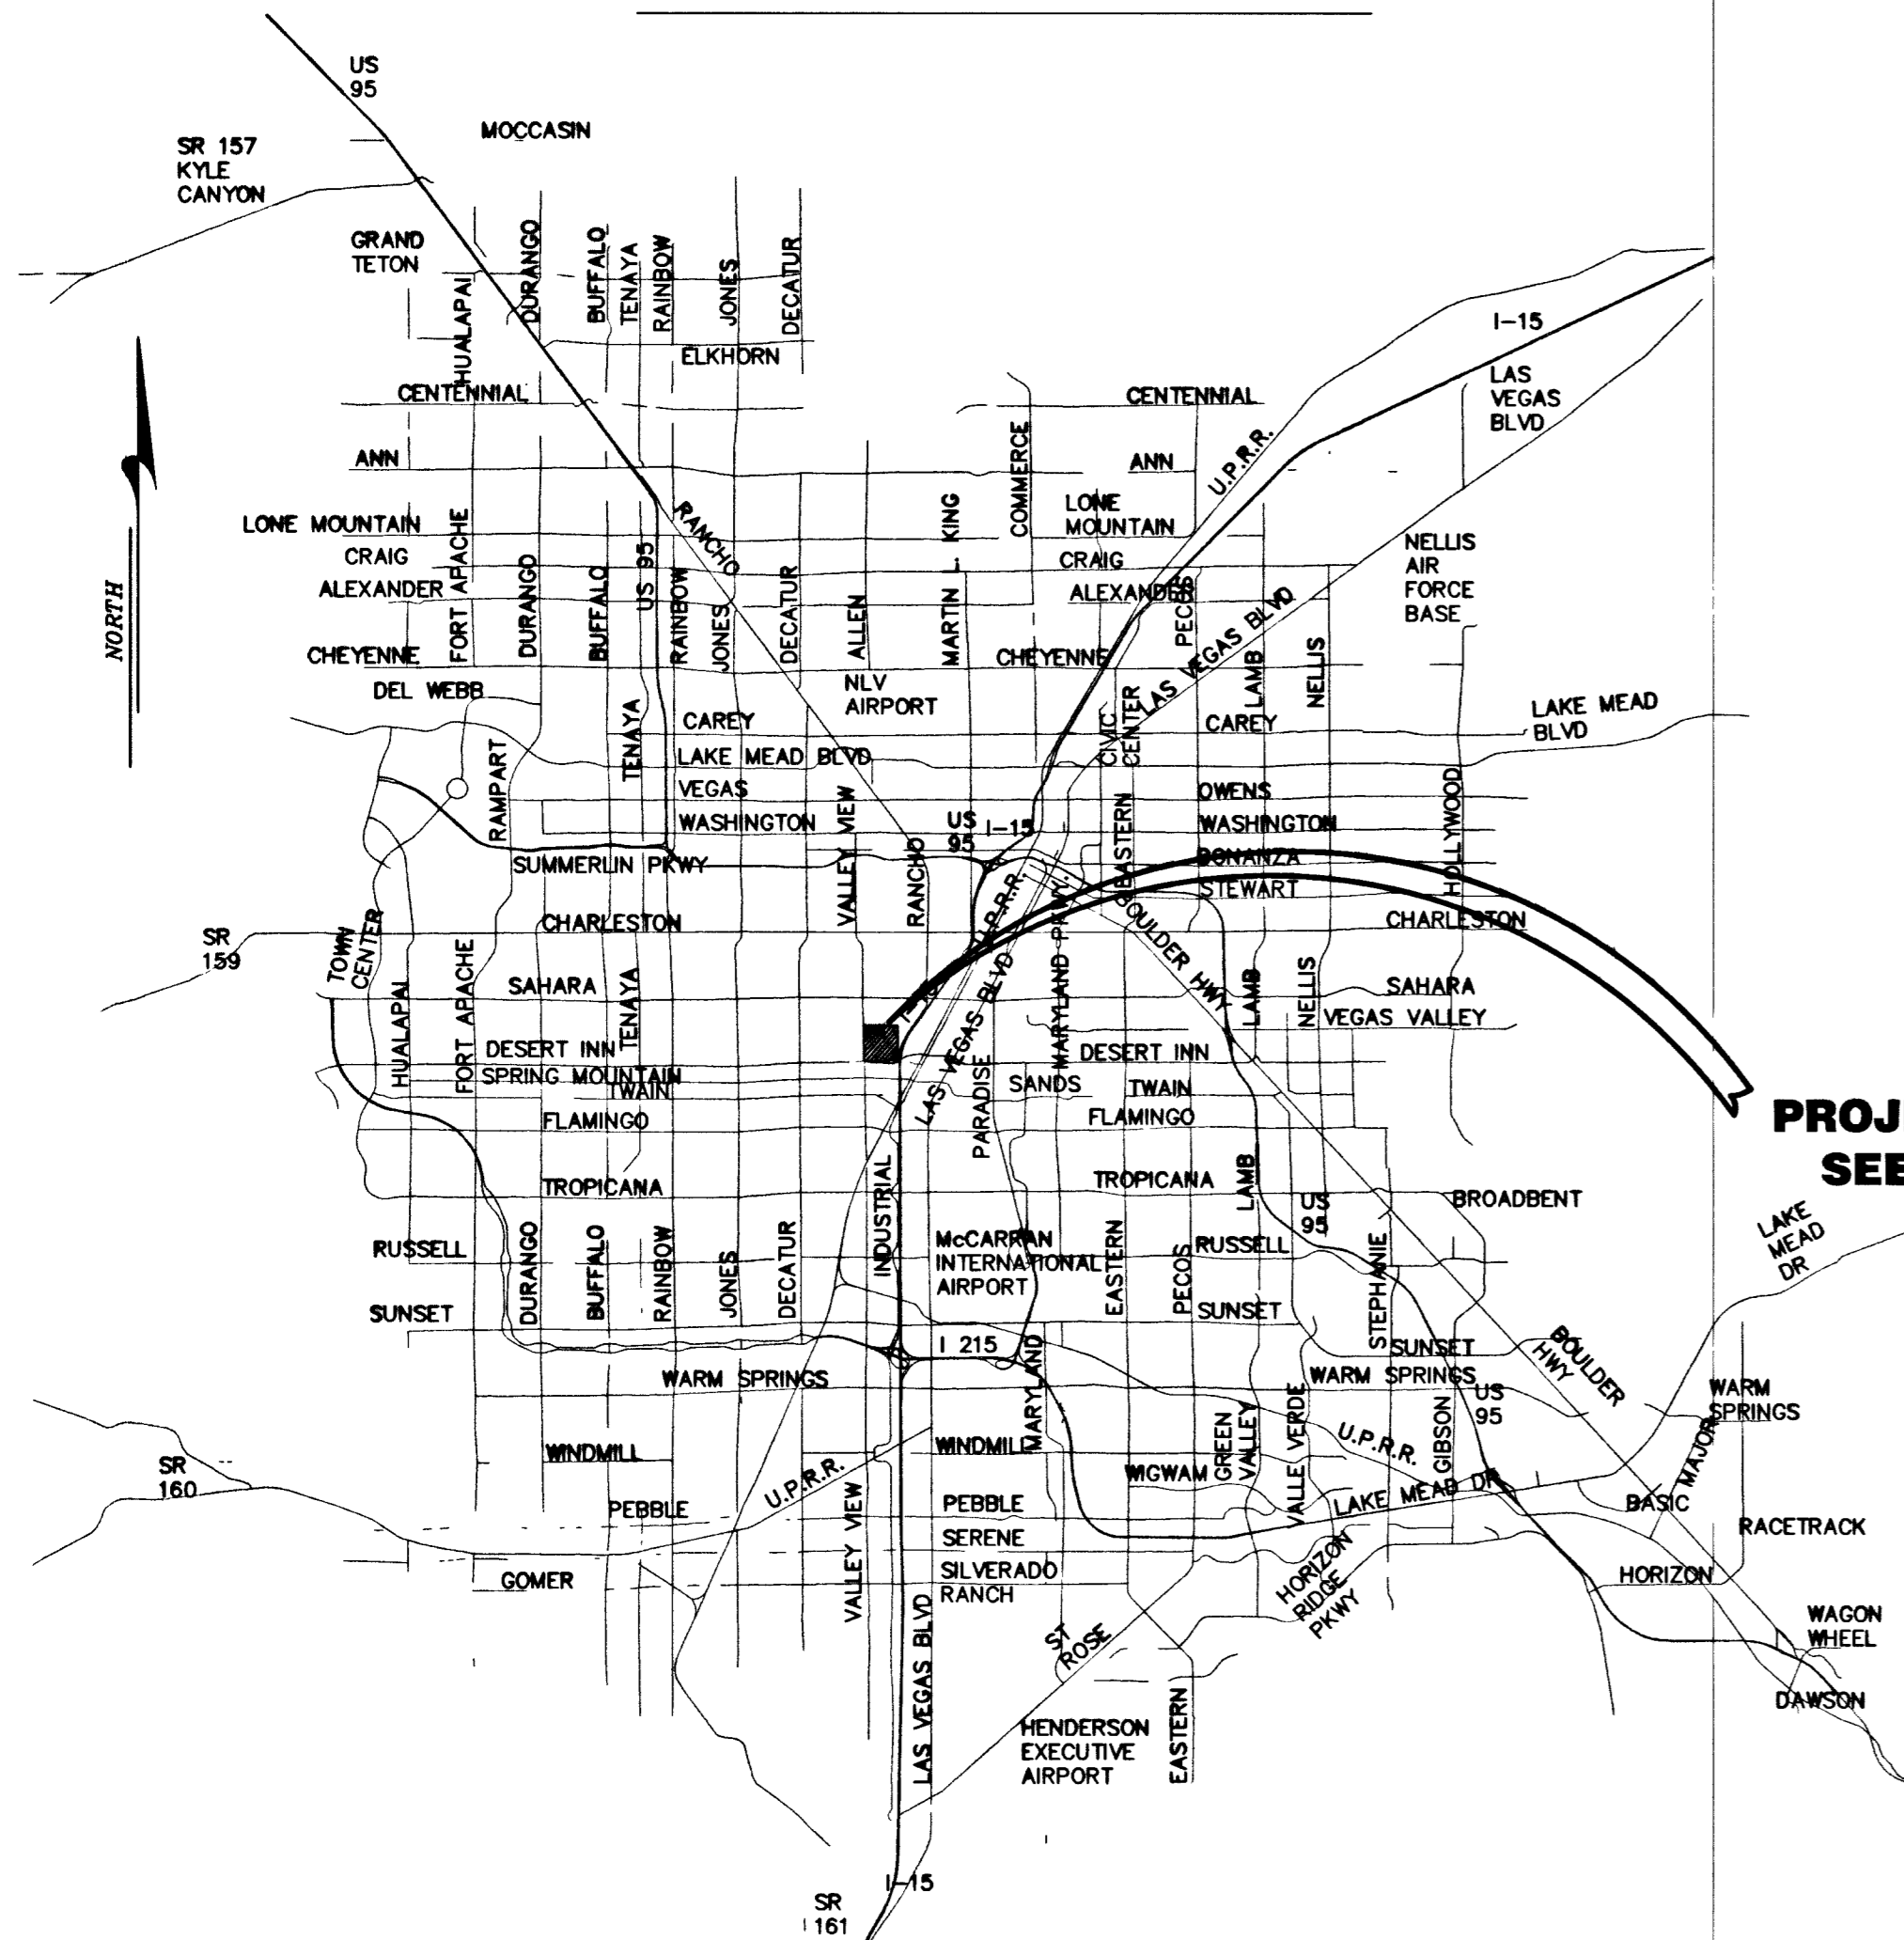 US
95
MOCCASIN
SR 157
KYLE
CANYON
GRAND
TETON
HUALAPAI
DURANGO
BUFFALO
TENAYA
RAINBOW
JONES
DECATUR
ELKHORN
I-15
LAS
VEGAS
BLVD
CENTENNIAL
CENTENNIAL
ANN
COMMERCE
ANN
U.P.R.R.
NORTH
LONE MOUNTAIN
CRAIG
ALEXANDER
FORT APACHE
DURANGO
BUFFALO
US 95
RANCHO
RAINBOW
JONES
DECATUR
ALLEN
MARTIN L. KING
LONE
MOUNTAIN
CRAIG
ALEXANDER
PECOS
LAS VEGAS BLVD
NELLIS
AIR
FORCE
BASE
CHEYENNE
CHEYENNE
LAMB
NELLIS
DEL WEBB
NLV
AIRPORT
TENAYA
CAREY
CIVIC
CENTER
CAREY
LAKE MEAD
BLVD
RAMPART
LAKE MEAD BLVD
VEGAS
WASHINGTON
VALLEY VIEW
RANCHO
US
95
I-15
EASTERN
OWENS
WASHINGTON
BONANZA
STEWART
HOLLYWOOD
SUMMERLIN PKWY
U.P.R.R.
MARYLAND PKWY.
BOULDER HWY
SR
159
TOWN
CENTER
CHARLESTON
CHARLESTON
HUALAPAI
FORT APACHE
SAHARA
TENAYA
I-15
LAS VEGAS BLVD
LAMB
NELLIS
SAHARA
VEGAS VALLEY
DESERT INN
SPRING MOUNTAIN
TWAIN
FLAMINGO
PARADISE
DESERT INN
SANDS
TWAIN
FLAMINGO
PROJ
SEE
TROPICANA
INDUSTRIAL
TROPICANA
LAMB
US
95
BROADBENT
LAKE
MEAD
DR
RUSSELL
DURANGO
BUFFALO
RAINBOW
JONES
DECATUR
McCARRAN
INTERNATIONAL
AIRPORT
EASTERN
PECOS
RUSSELL
STEPHANIE
SUNSET
SUNSET
I 215
MARYLAND
SUNSET
BOULDER
HWY
WARM SPRINGS
WARM SPRINGS
US
95
WARM
SPRINGS
WINDMILL
WINDMILL
GREEN
VALLEY
VALLE VERDE
U.P.R.R.
GIBSON
MAJOR
SR
160
U.P.R.R.
WIGWAM
LAKE MEAD DR
BASIC
PEBBLE
VALLEY VIEW
PEBBLE
SERENE
RACETRACK
GOMER
SILVERADO
RANCH
HORIZON
RIDGE
PKWY
HORIZON
LAS VEGAS BLVD
ST
ROSE
WAGON
WHEEL
DAWSON
HENDERSON
EXECUTIVE
AIRPORT
EASTERN
I-15
SR
161